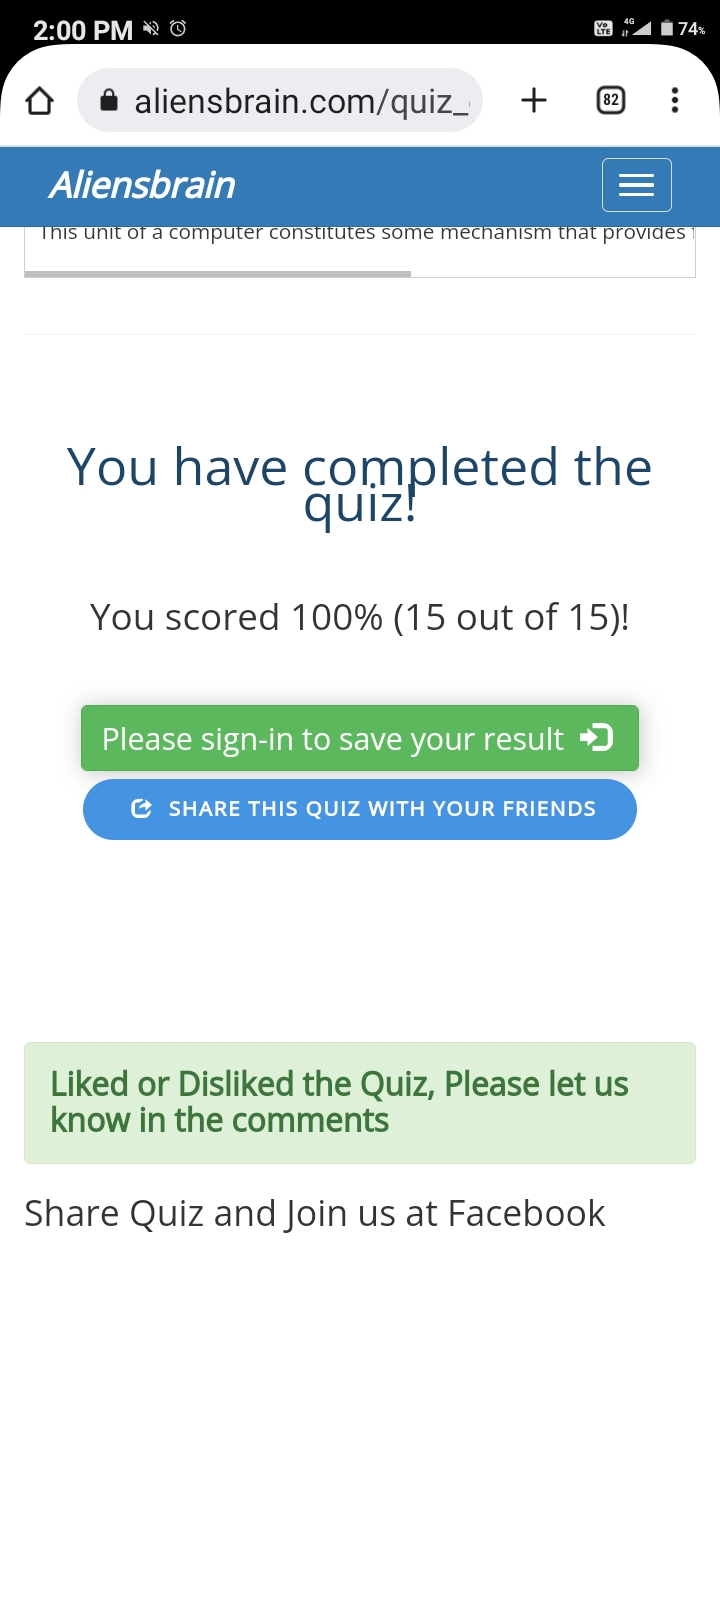 2:00 PM
Vo LTE 4G 74%
aliensbrain.com/quiz_
82
Aliensbrain
This unit of a computer constitutes some mechanism that provides
You have completed the
quiz!
You scored 100% (15 out of 15)!
Please sign-in to save your result
SHARE THIS QUIZ WITH YOUR FRIENDS
Liked or Disliked the Quiz, Please let us
know in the comments
Share Quiz and Join us at Facebook